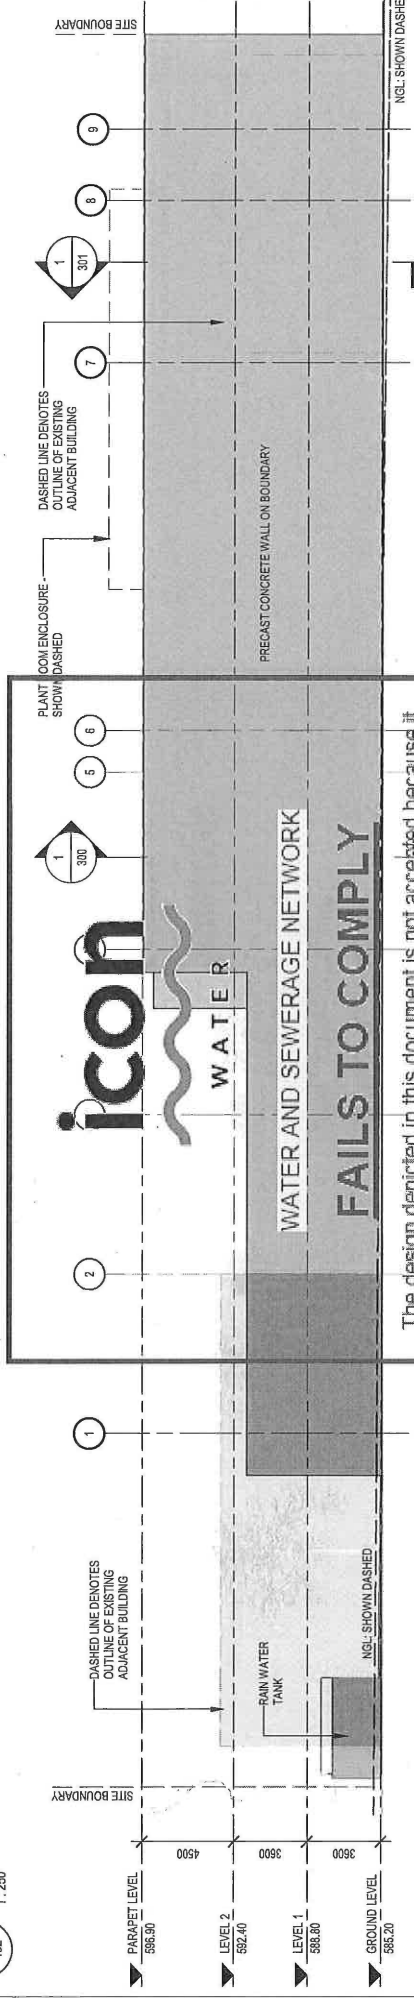 1 : 250
SITE BOUNDARY
PARAPET LEVEL
596.90
LEVEL 2
592.40
LEVEL 1
588.80
GROUND LEVEL
585.20
4500
3600
3600
DASHED LINE DENOTES
OUTLINE OF EXISTING
ADJACENT BUILDING
RAIN WATER
TANK
NGL: SHOWN DASHED
1
2
icon
WATER
WATER AND SEWERAGE NETWORK
FAILS TO COMPLY
The design depicted in this document is not accepted because it
1
300
5
6
PLANT ROOM ENCLOSURE -
SHOWN DASHED
PRECAST CONCRETE WALL ON BOUNDARY
DASHED LINE DENOTES
OUTLINE OF EXISTING
ADJACENT BUILDING
7
1
301
8
9
SITE BOUNDARY
NGL: SHOWN DASHE